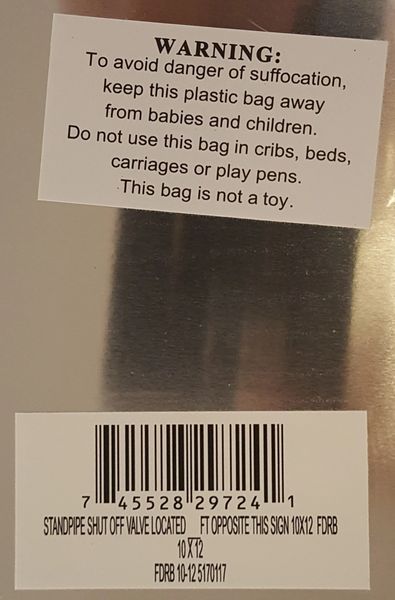 WARNING:
To avoid danger of suffocation,
keep this plastic bag away
from babies and children.
Do not use this bag in cribs, beds,
carriages or play pens.
This bag is not a toy.
7 45528 29724 1
STANDPIPE SHUT OFF VALVE LOCATED FT OPPOSITE THIS SIGN 10X12 FDRB
10 X 12
FDRB 10-12 5170117